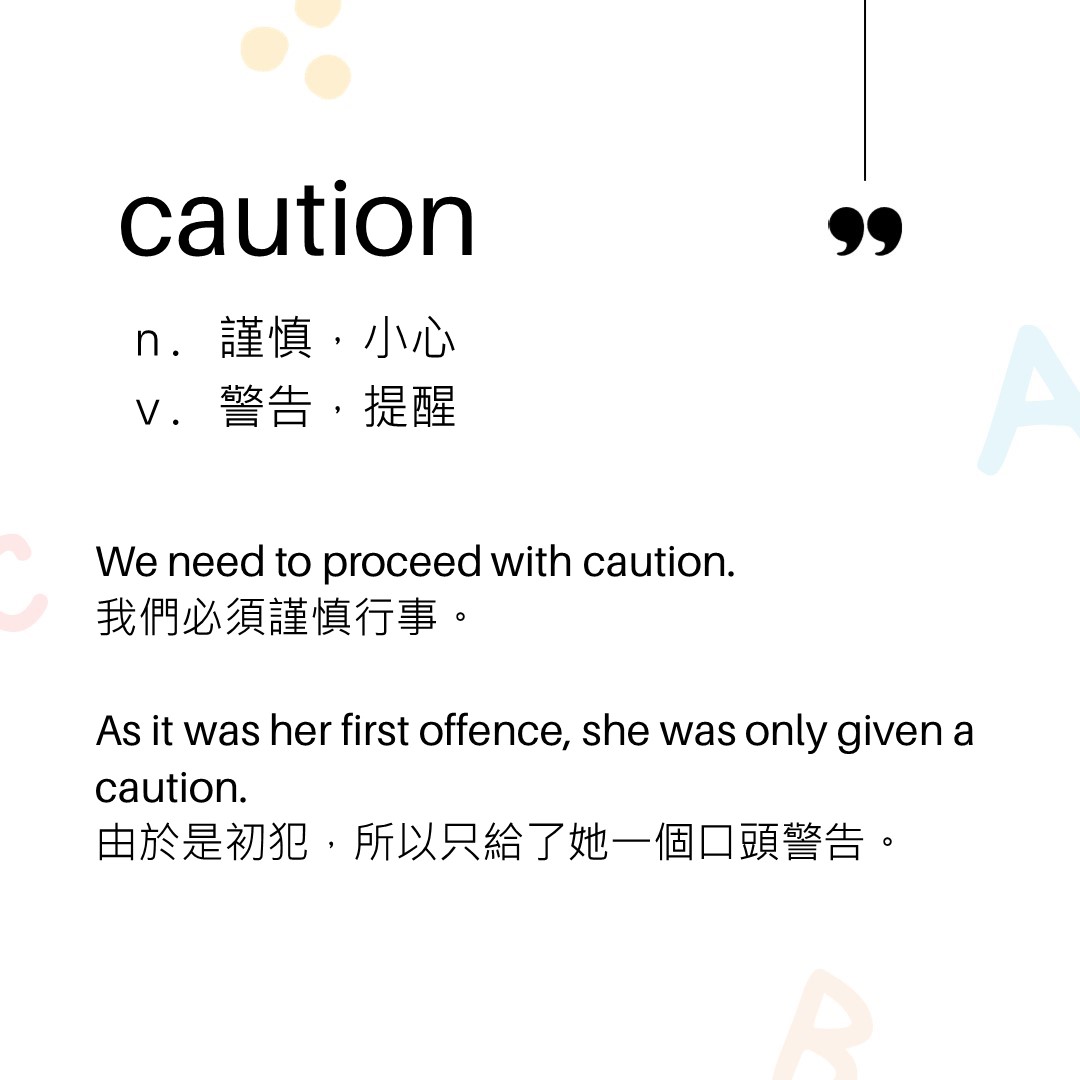 caution
”
n. 謹慎，小心
v. 警告，提醒
We need to proceed with caution.
我們必須謹慎行事。
As it was her first offence, she was only given a
caution.
由於是初犯，所以只給了她一個口頭警告。
A
C
B